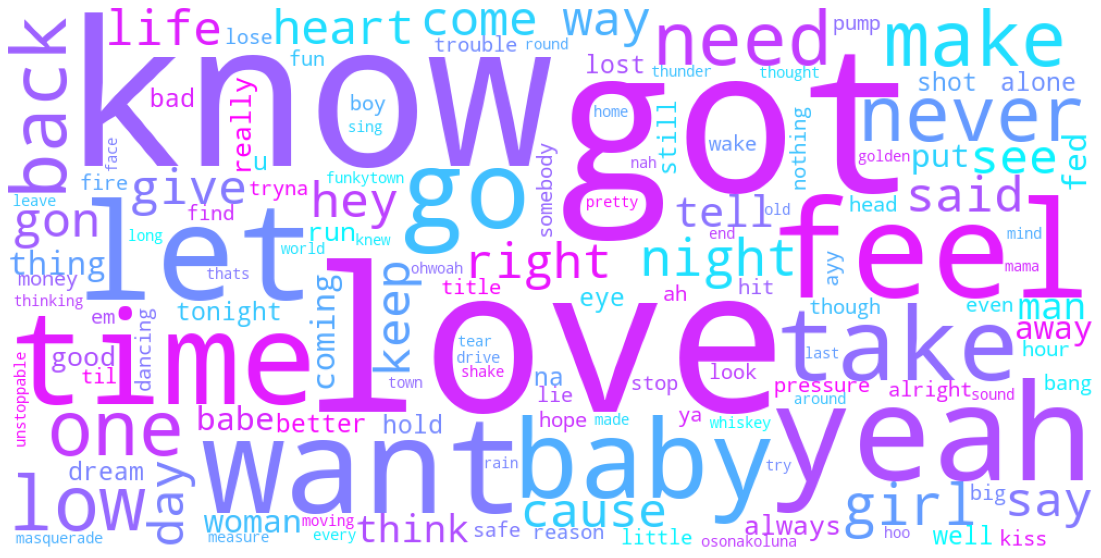 back
life
lose
heart
fun
come
trouble
round
way
need
pump
make
know
got
lost
thunder
thought
shot
alone
bad
really
boy
sing
home
still
wake
nothing
never
golden
face
u
nah
put
see
fed
fire
give
tryna
funkytown
hey
go
somebody
pretty
tell
old
head
said
leave
gon
find
let
run
knew
world
long
right
night
end
feel
mind
thing
thats
ohwoah
ayy
mama
money
thinking
em
tonight
coming
keep
title
eye
ah
hit
though
even
man
away
time
love
dancing
good
til
tear
drive
shake
town
na
lie
stop
look
take
last
hour
unstoppable
one
babe
better
hold
hope
made
ya
pressure
around
alright
sound
bang
whiskey
yeah
low
dream
day
want
rain
baby
try
woman
cause
girl
big
say
masquerade
measure
moving
every
think
safe
reason
little
osonakoluna
always
hoo
well
kiss